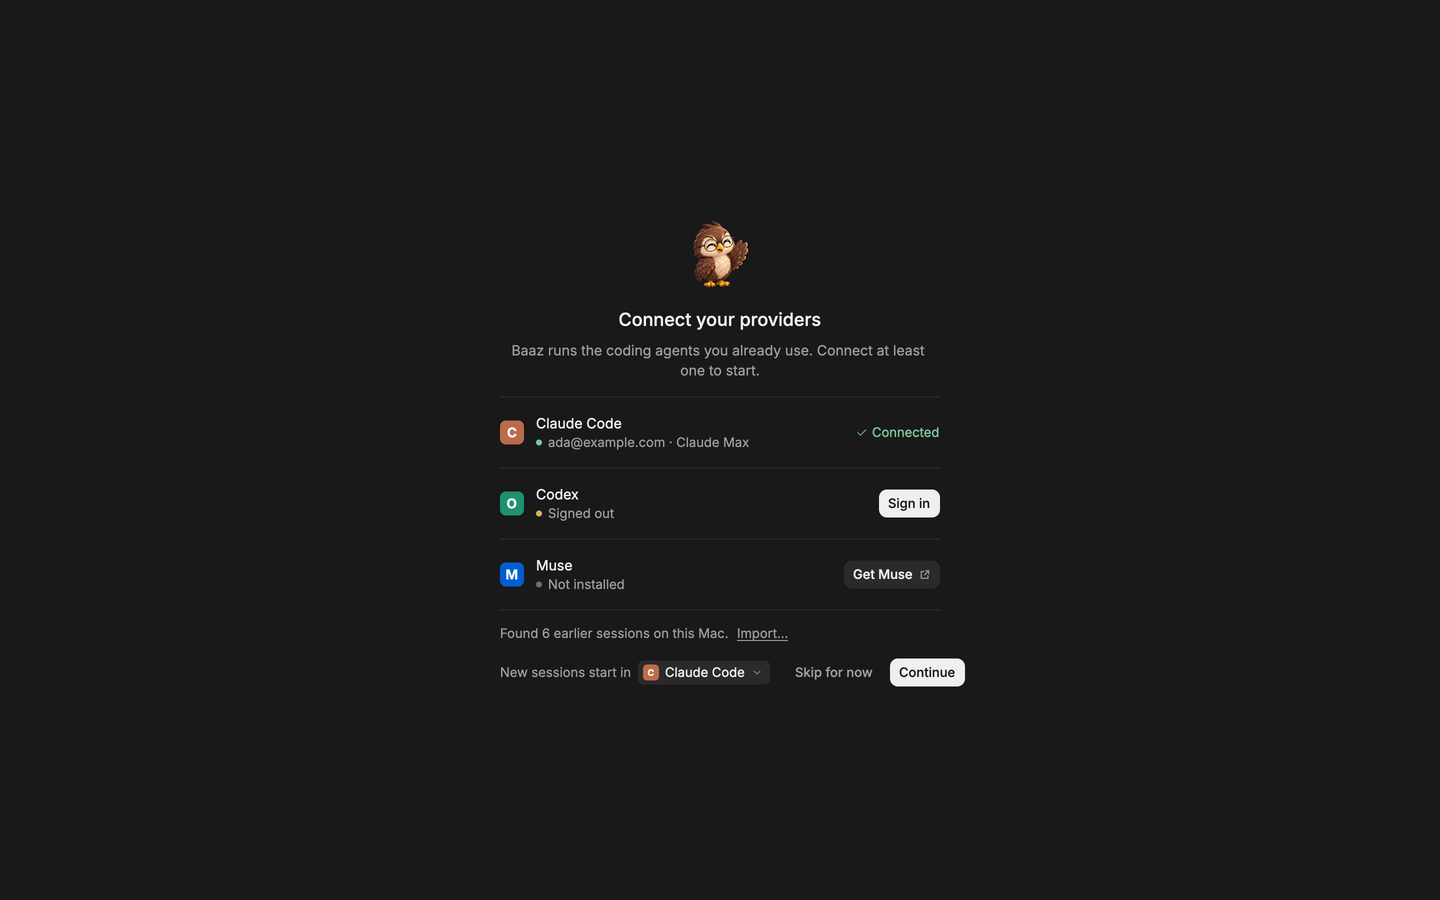 Connect your providers
Baaz runs the coding agents you already use. Connect at least
one to start.
C
Claude Code
ada@example.com · Claude Max
Connected
O
Codex
Signed out
Sign in
M
Muse
Not installed
Get Muse
Found 6 earlier sessions on this Mac. Import...
New sessions start in C Claude Code Skip for now Continue